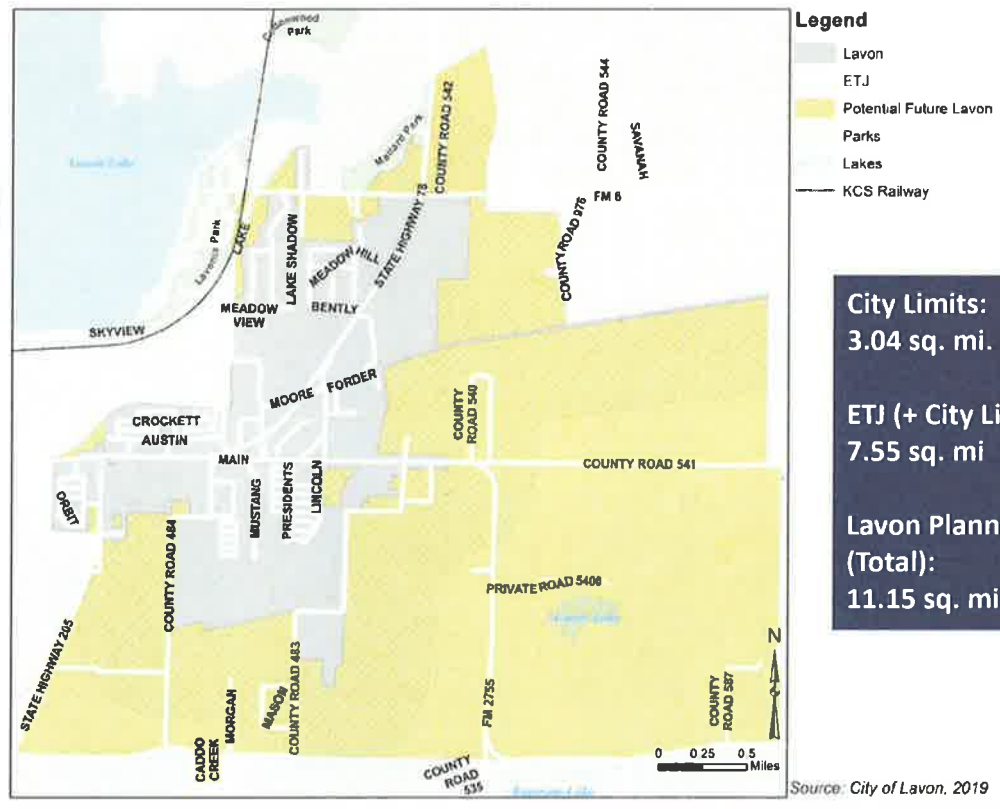 Legend
Lavon
ETJ
Potential Future Lavon
Parks
Lakes
KCS Railway
Park
COUNTY ROAD 542
Mallard Park
COUNTY ROAD 544
SAVANAH
FM 6
COUNTY ROAD 976
STATE HIGHWAY 78
Park
LAKE
LAKE SHADOW
MEADOW HILL
MEADOW
VIEW
BENTLY
SKYVIEW
MOORE
FORDER
CROCKETT
AUSTIN
MAIN
COUNTY
ROAD 540
COUNTY ROAD 541
ORBIT
MUSTANG
PRESIDENTS
LINCOLN
COUNTY ROAD 484
PRIVATE ROAD 5408
STATE HIGHWAY 205
CADDO
CREEK
MORGAN
MASON
COUNTY ROAD 483
FM 2755
COUNTY
ROAD 587
COUNTY
ROAD
535
N
0 0 25 0 5
Miles
City Limits:
3.04 sq. mi.
ETJ (+ City Li
7.55 sq. mi
Lavon Plann
(Total):
11.15 sq. mi
Source: City of Lavon, 2019